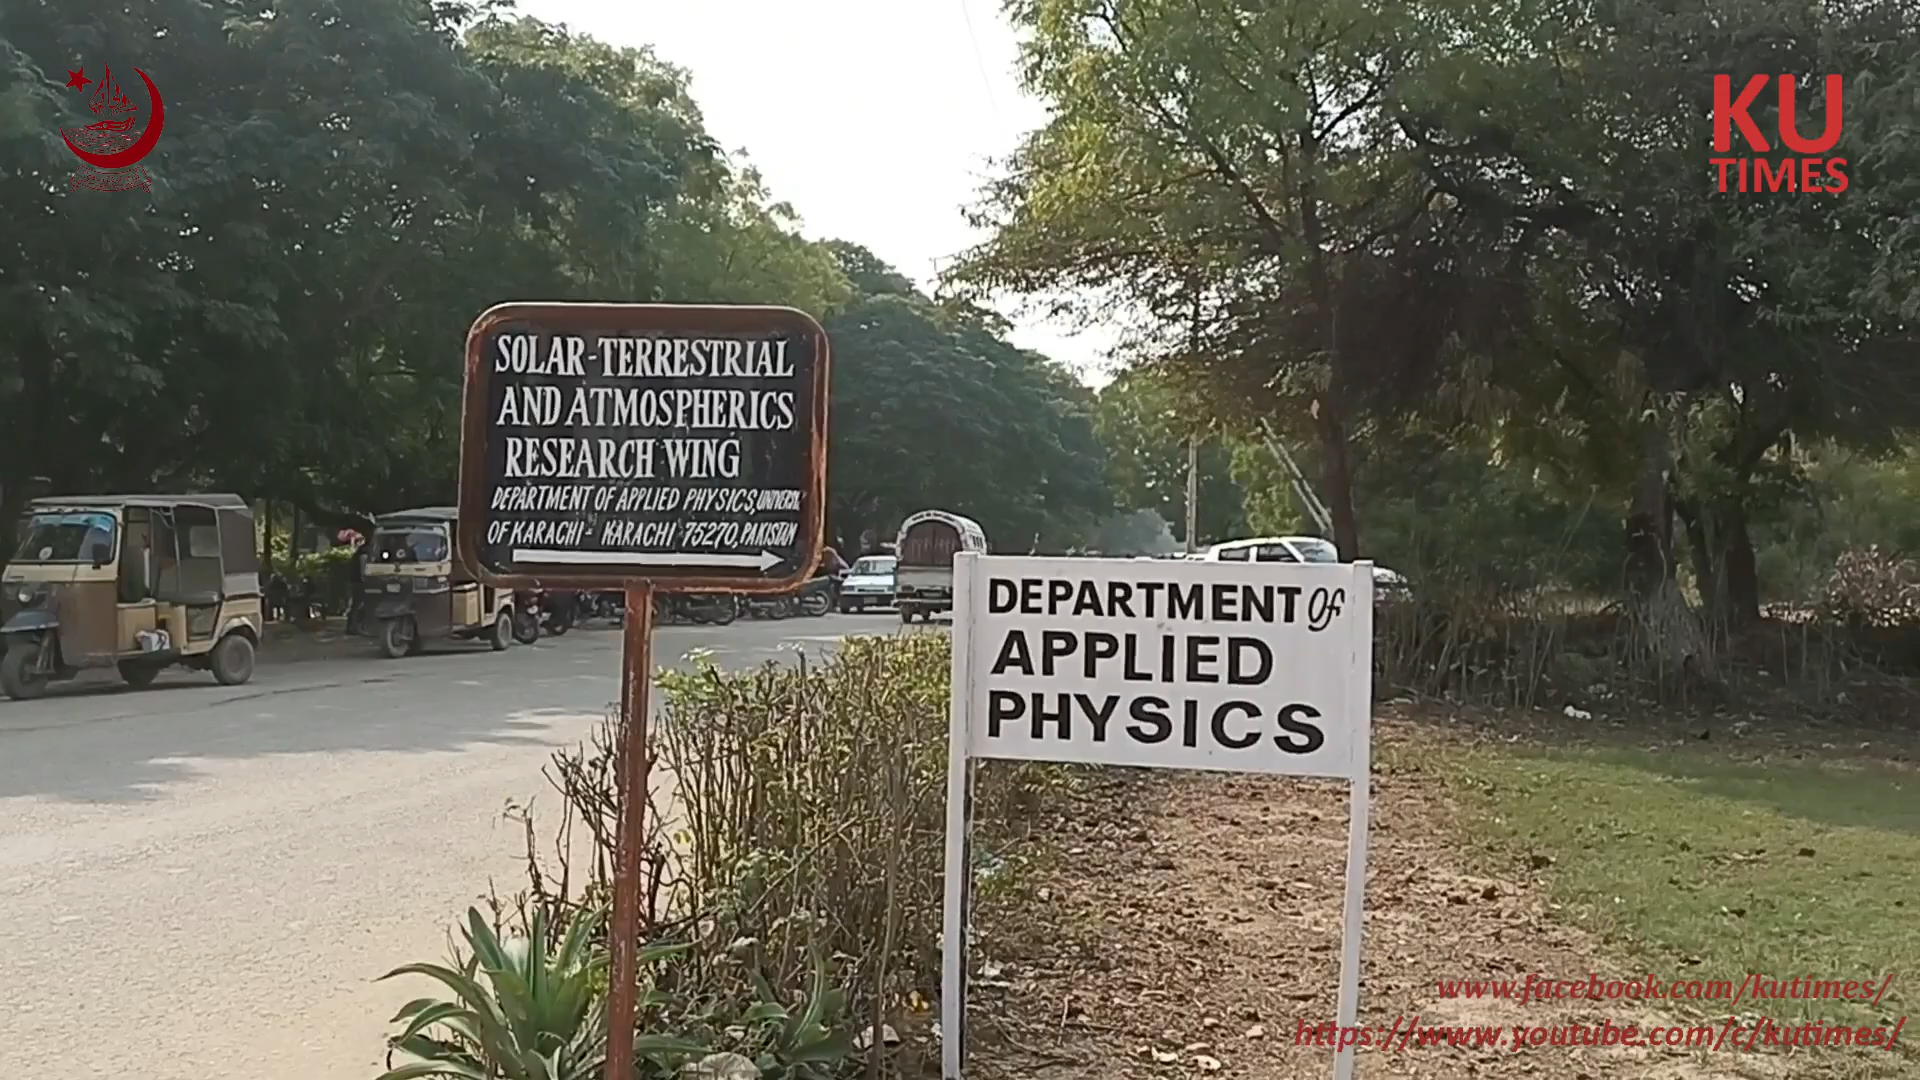 KU
TIMES
SOLAR-TERRESTRIAL
AND ATMOSPHERICS
RESEARCH WING
DEPARTMENT OF APPLIED PHYSICS,
OF KARACHI - KARACHI 75270, PAKISTAN
DEPARTMENT of
APPLIED
PHYSICS
www.facebook.com/kutimes/
https://www.youtube.com/c/kutimes/